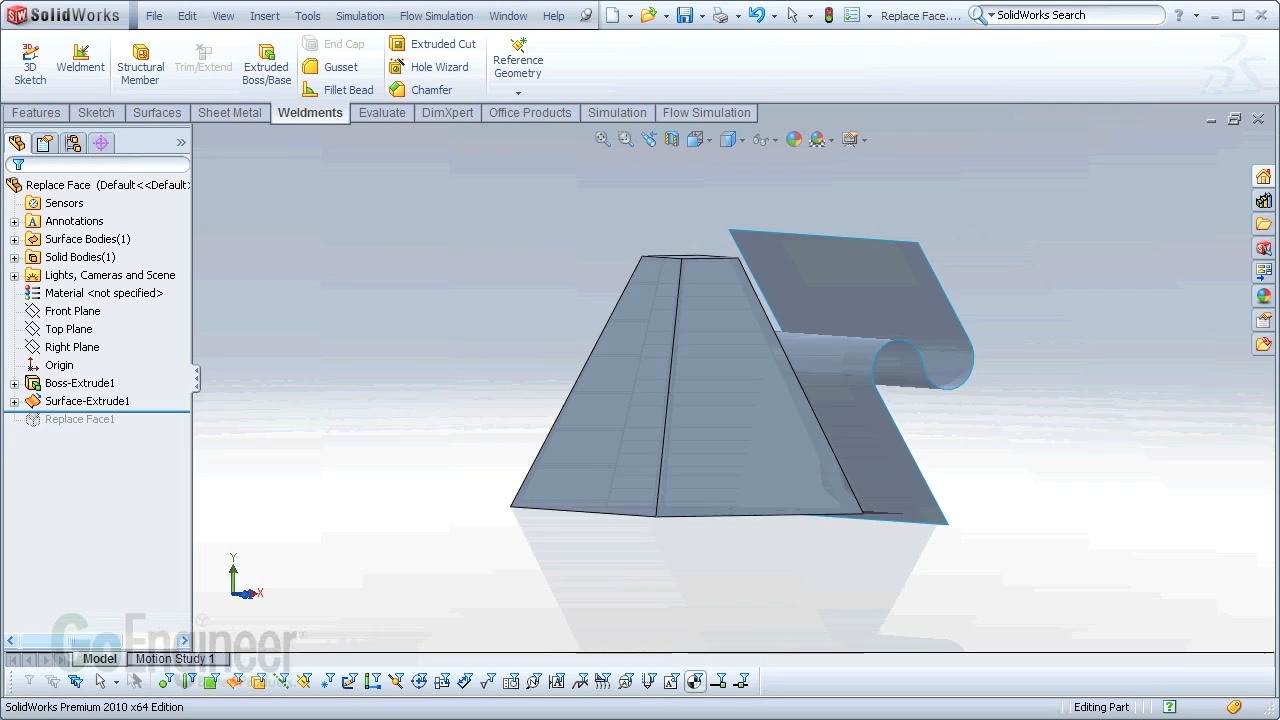 SolidWorks File Edit View Insert Tools Simulation Flow Simulation Window Help Replace Face.... SolidWorks Search
3D Sketch
Weldment
Structural Member
Trim/Extend
Extruded Boss/Base
End Cap
Gusset
Fillet Bead
Extruded Cut
Hole Wizard
Chamfer
Reference Geometry
Features Sketch Surfaces Sheet Metal Weldments Evaluate DimXpert Office Products Simulation Flow Simulation
Replace Face (Default<<Default
Sensors
Annotations
Surface Bodies(1)
Solid Bodies(1)
Lights, Cameras and Scene
Material <not specified>
Front Plane
Top Plane
Right Plane
Origin
Boss-Extrude1
Surface-Extrude1
Replace Face1
Y
X
GoEngineer
Model Motion Study 1
SolidWorks Premium 2010 x64 Edition Editing Part